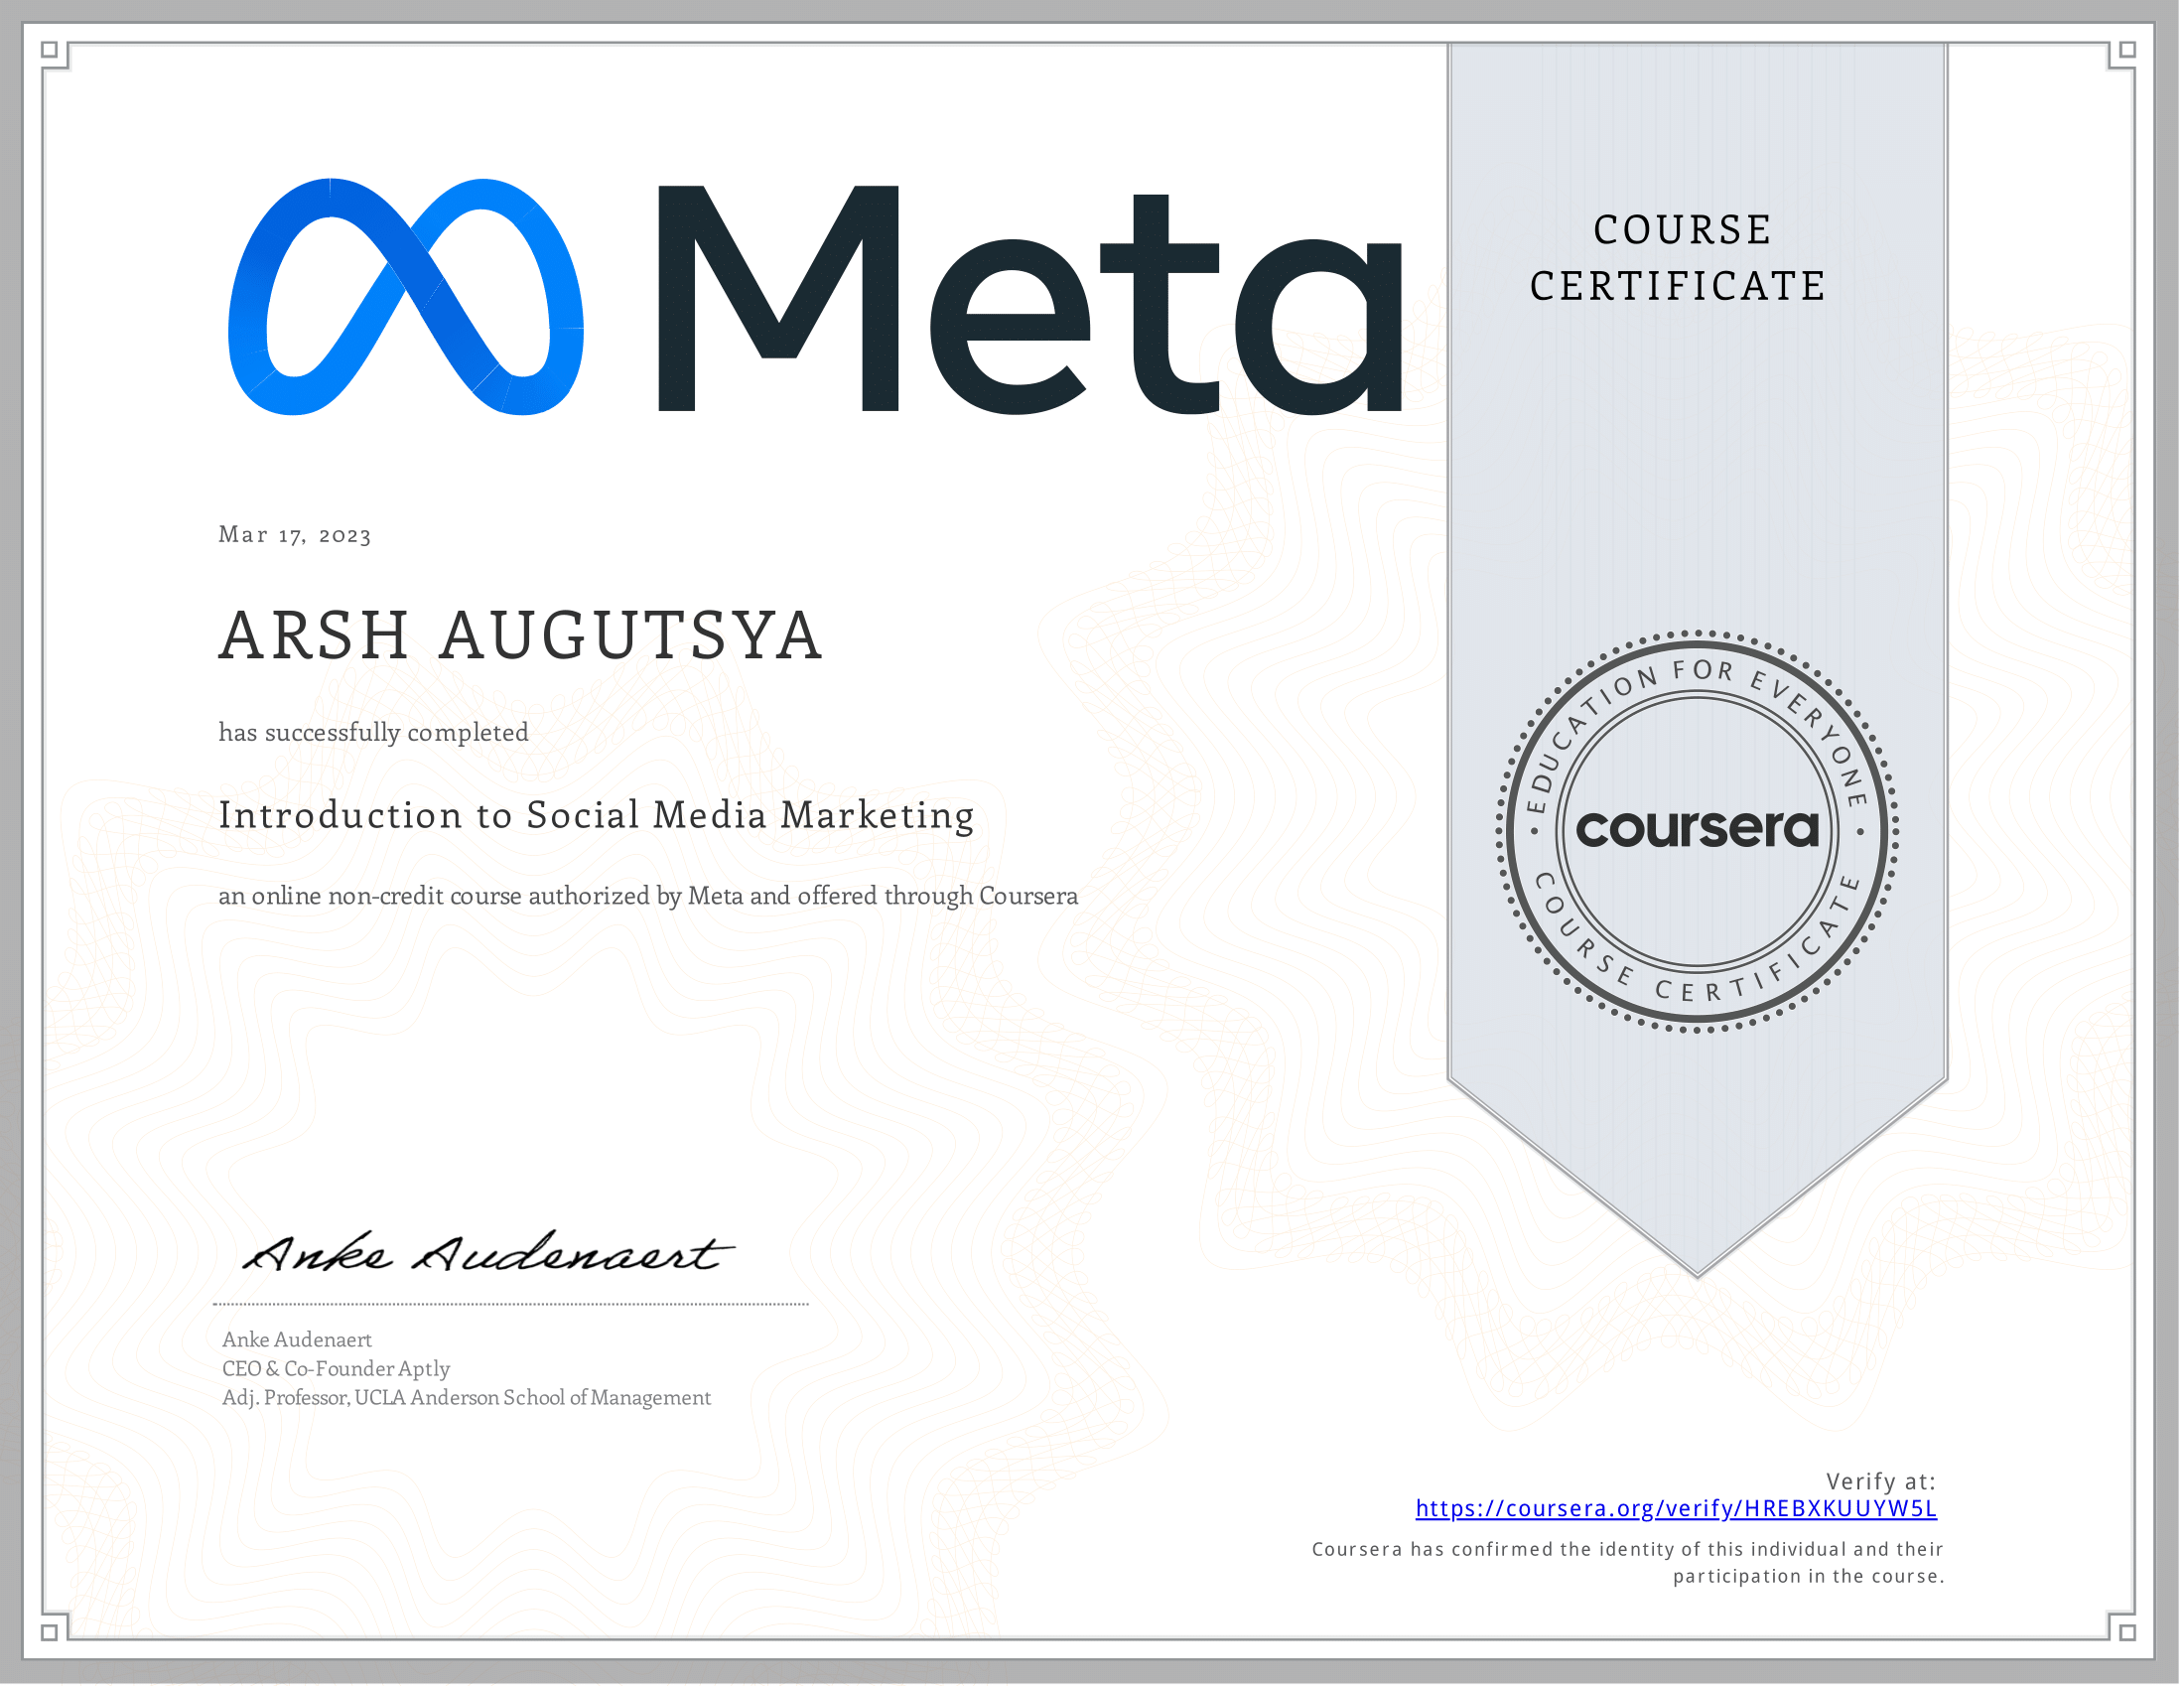 Meta
COURSE
CERTIFICATE
Mar 17, 2023
ARSH AUGUTSYA
has successfully completed
Introduction to Social Media Marketing
an online non-credit course authorized by Meta and offered through Coursera
EDUCATION FOR EVERYONE
coursera
COURSE CERTIFICATE
Anke Audenaert
Anke Audenaert
CEO & Co-Founder Aptly
Adj. Professor, UCLA Anderson School of Management
Verify at:
https://coursera.org/verify/HREBXKUUYW5L
Coursera has confirmed the identity of this individual and their
participation in the course.